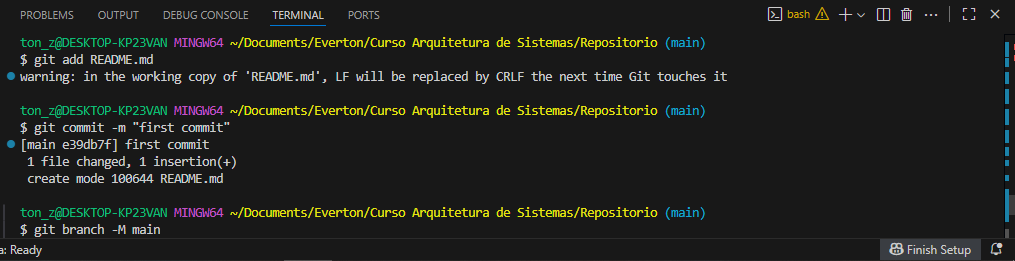 PROBLEMS OUTPUT DEBUG CONSOLE TERMINAL PORTS bash
ton_z@DESKTOP-KP23VAN MINGW64 ~/Documents/Everton/Curso Arquitetura de Sistemas/Repositorio (main)
$ git add README.md
warning: in the working copy of 'README.md', LF will be replaced by CRLF the next time Git touches it
ton_z@DESKTOP-KP23VAN MINGW64 ~/Documents/Everton/Curso Arquitetura de Sistemas/Repositorio (main)
$ git commit -m "first commit"
[main e39db7f] first commit
1 file changed, 1 insertion(+)
create mode 100644 README.md
ton_z@DESKTOP-KP23VAN MINGW64 ~/Documents/Everton/Curso Arquitetura de Sistemas/Repositorio (main)
$ git branch -M main
a: Ready Finish Setup